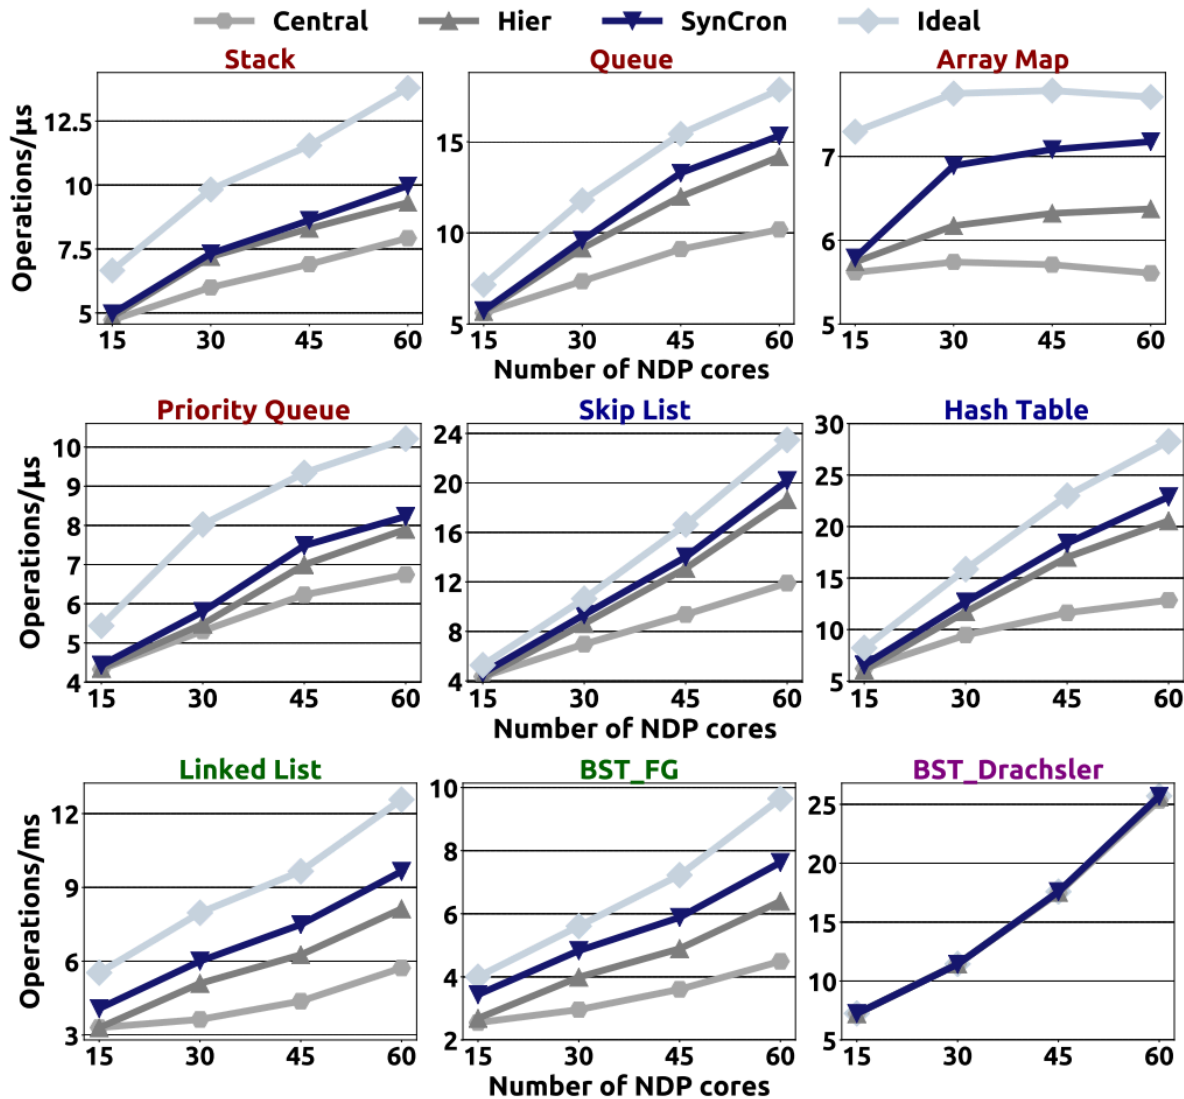 Central Hier SynCron Ideal
Stack Queue Array Map
Operations/μs
12.5
10
7.5
5
15 30 45 60
15
10
5
15 30 45 60
7
6
5
15 30 45 60
Number of NDP cores
Priority Queue Skip List Hash Table
Operations/μs
10
9
8
7
6
5
4
15 30 45 60
24
20
16
12
8
4
15 30 45 60
30
25
20
15
10
5
15 30 45 60
Number of NDP cores
Linked List BST_FG BST_Drachsler
Operations/ms
12
9
6
3
15 30 45 60
10
8
6
4
2
15 30 45 60
25
20
15
10
5
15 30 45 60
Number of NDP cores